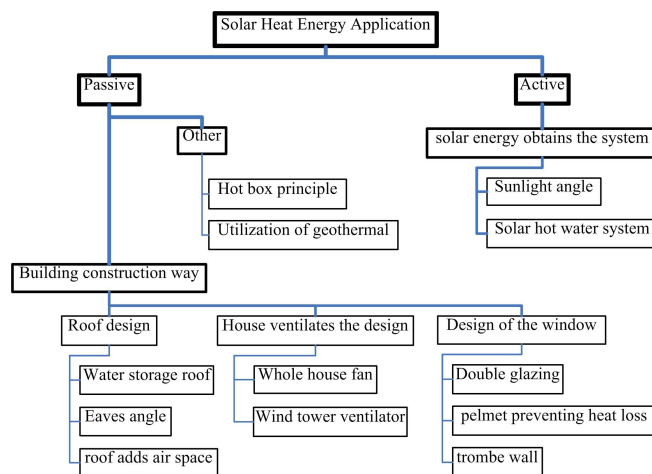 Solar Heat Energy Application
Passive
Active
Other
solar energy obtains the system
Hot box principle
Sunlight angle
Utilization of geothermal
Solar hot water system
Building construction way
Roof design
House ventilates the design
Design of the window
Water storage roof
Whole house fan
Double glazing
Eaves angle
Wind tower ventilator
pelmet preventing heat loss
roof adds air space
trombe wall